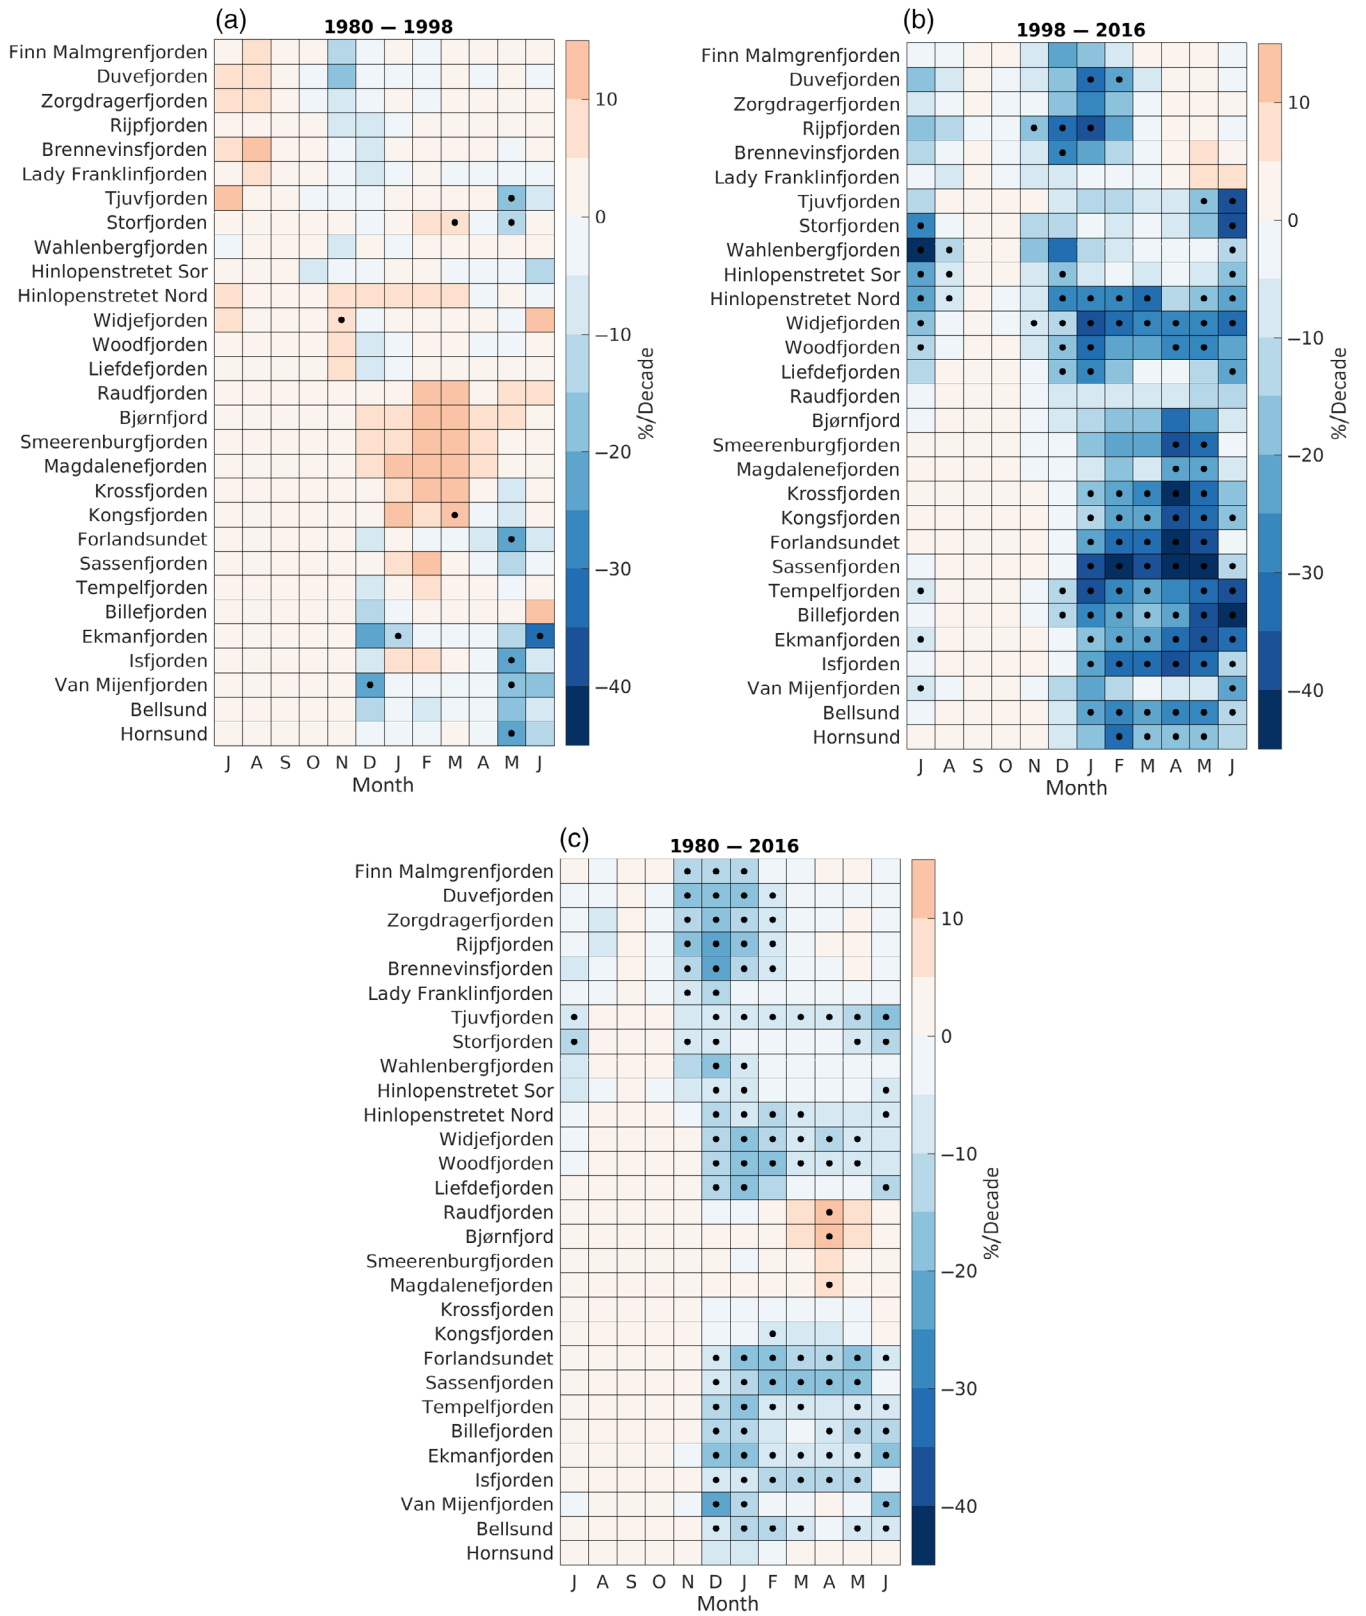 (a)
1980 − 1998
Finn Malmgrenfjorden
Duvefjorden
Zorgdragerfjorden
Rijpfjorden
Brennevinsfjorden
Lady Franklinfjorden
Tjuvfjorden
Storfjorden
Wahlenbergfjorden
Hinlopenstretet Sor
Hinlopenstretet Nord
Widjefjorden
Woodfjorden
Liefdefjorden
Raudfjorden
Bjørnfjord
Smeerenburgfjorden
Magdalenefjorden
Krossfjorden
Kongsfjorden
Forlandsundet
Sassenfjorden
Tempelfjorden
Billefjorden
Ekmanfjorden
Isfjorden
Van Mijenfjorden
Bellsund
Hornsund
J A S O N D J F M A M J
Month
10
0
−10
−20
−30
−40
%/Decade
(b)
1998 − 2016
Finn Malmgrenfjorden
Duvefjorden
Zorgdragerfjorden
Rijpfjorden
Brennevinsfjorden
Lady Franklinfjorden
Tjuvfjorden
Storfjorden
Wahlenbergfjorden
Hinlopenstretet Sor
Hinlopenstretet Nord
Widjefjorden
Woodfjorden
Liefdefjorden
Raudfjorden
Bjørnfjord
Smeerenburgfjorden
Magdalenefjorden
Krossfjorden
Kongsfjorden
Forlandsundet
Sassenfjorden
Tempelfjorden
Billefjorden
Ekmanfjorden
Isfjorden
Van Mijenfjorden
Bellsund
Hornsund
J A S O N D J F M A M J
Month
10
0
−10
−20
−30
−40
%/Decade
(c)
1980 − 2016
Finn Malmgrenfjorden
Duvefjorden
Zorgdragerfjorden
Rijpfjorden
Brennevinsfjorden
Lady Franklinfjorden
Tjuvfjorden
Storfjorden
Wahlenbergfjorden
Hinlopenstretet Sor
Hinlopenstretet Nord
Widjefjorden
Woodfjorden
Liefdefjorden
Raudfjorden
Bjørnfjord
Smeerenburgfjorden
Magdalenefjorden
Krossfjorden
Kongsfjorden
Forlandsundet
Sassenfjorden
Tempelfjorden
Billefjorden
Ekmanfjorden
Isfjorden
Van Mijenfjorden
Bellsund
Hornsund
J A S O N D J F M A M J
Month
10
0
−10
−20
−30
−40
%/Decade